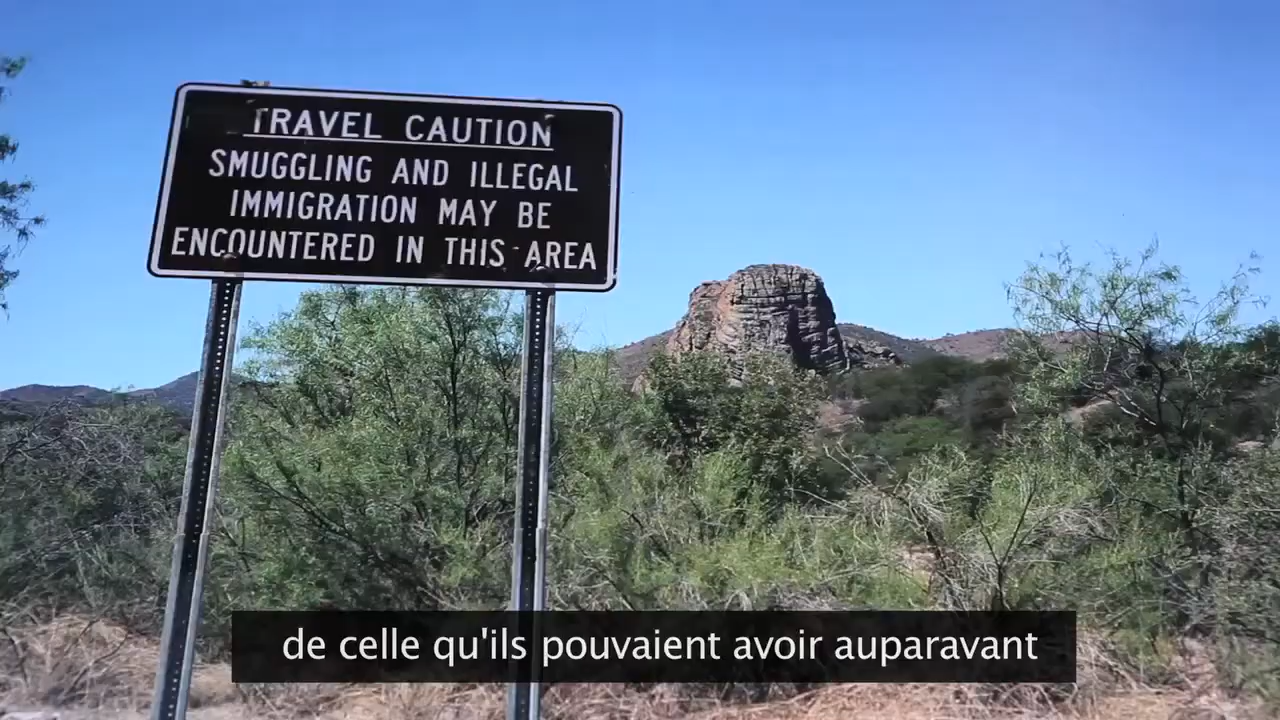 TRAVEL CAUTION
SMUGGLING AND ILLEGAL
IMMIGRATION MAY BE
ENCOUNTERED IN THIS AREA
de celle qu'ils pouvaient avoir auparavant